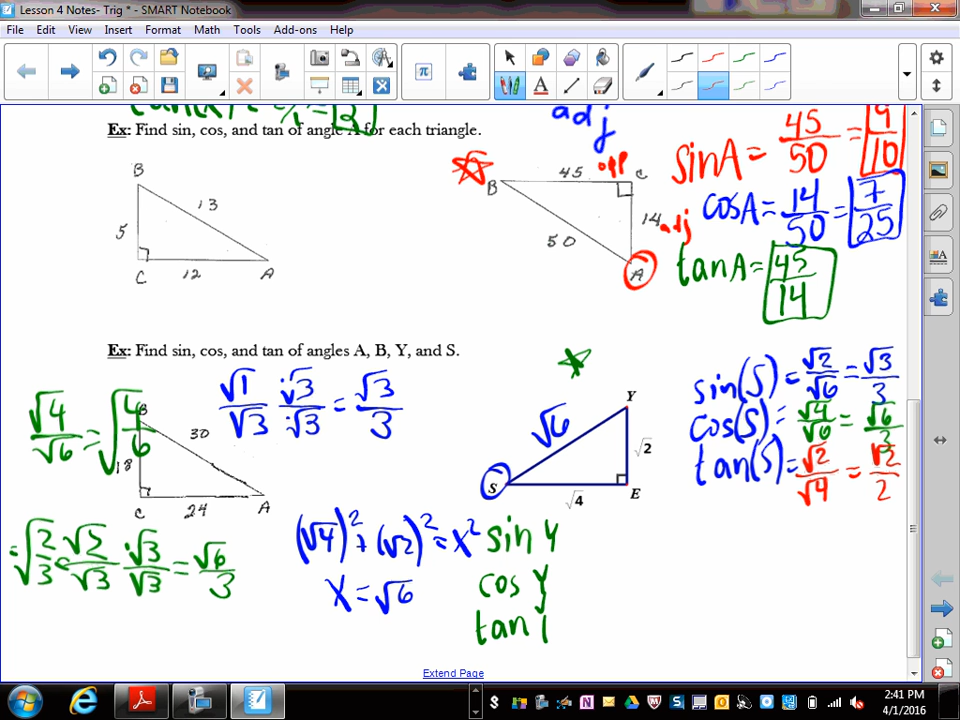 Lesson 4 Notes- Trig * - SMART Notebook
File Edit View Insert Format Tools Add-ons Help
Ex: Find sin, cos, and tan of angle A for each triangle.
adj
B
13
5
C
12
A
B
45
opp
C
14
adj
50
A
sinA = 45/50 = 9/10
cosA = 14/50 = 7/25
tanA = 45/14
Ex: Find sin, cos, and tan of angles A, B, Y, and S.
√4/√6 = √4/6
√1/√3 · √3/√3 = √3/3
B
30
18
C
24
A
Y
√6
√2
S
√4
E
sin(S) = √2/√6 = √3/3
cos(S) = √4/√6 = √6/3
tan(S) = √2/√4 = √2/2
√2/3 = √2/√3 · √3/√3 = √6/3
(√4)² + (√2)² = x²
x = √6
sin Y
cos Y
tan
Extend Page
2:41 PM
4/1/2016